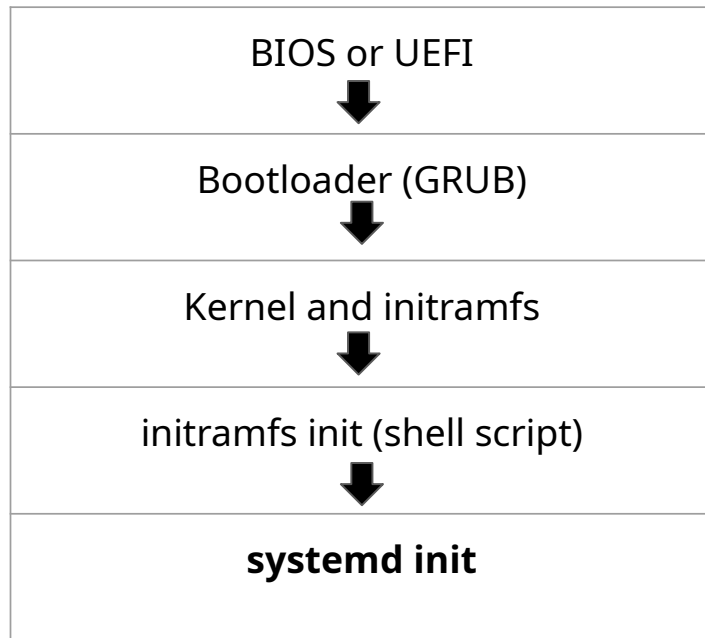 BIOS or UEFI
Bootloader (GRUB)
Kernel and initramfs
initramfs init (shell script)
systemd init